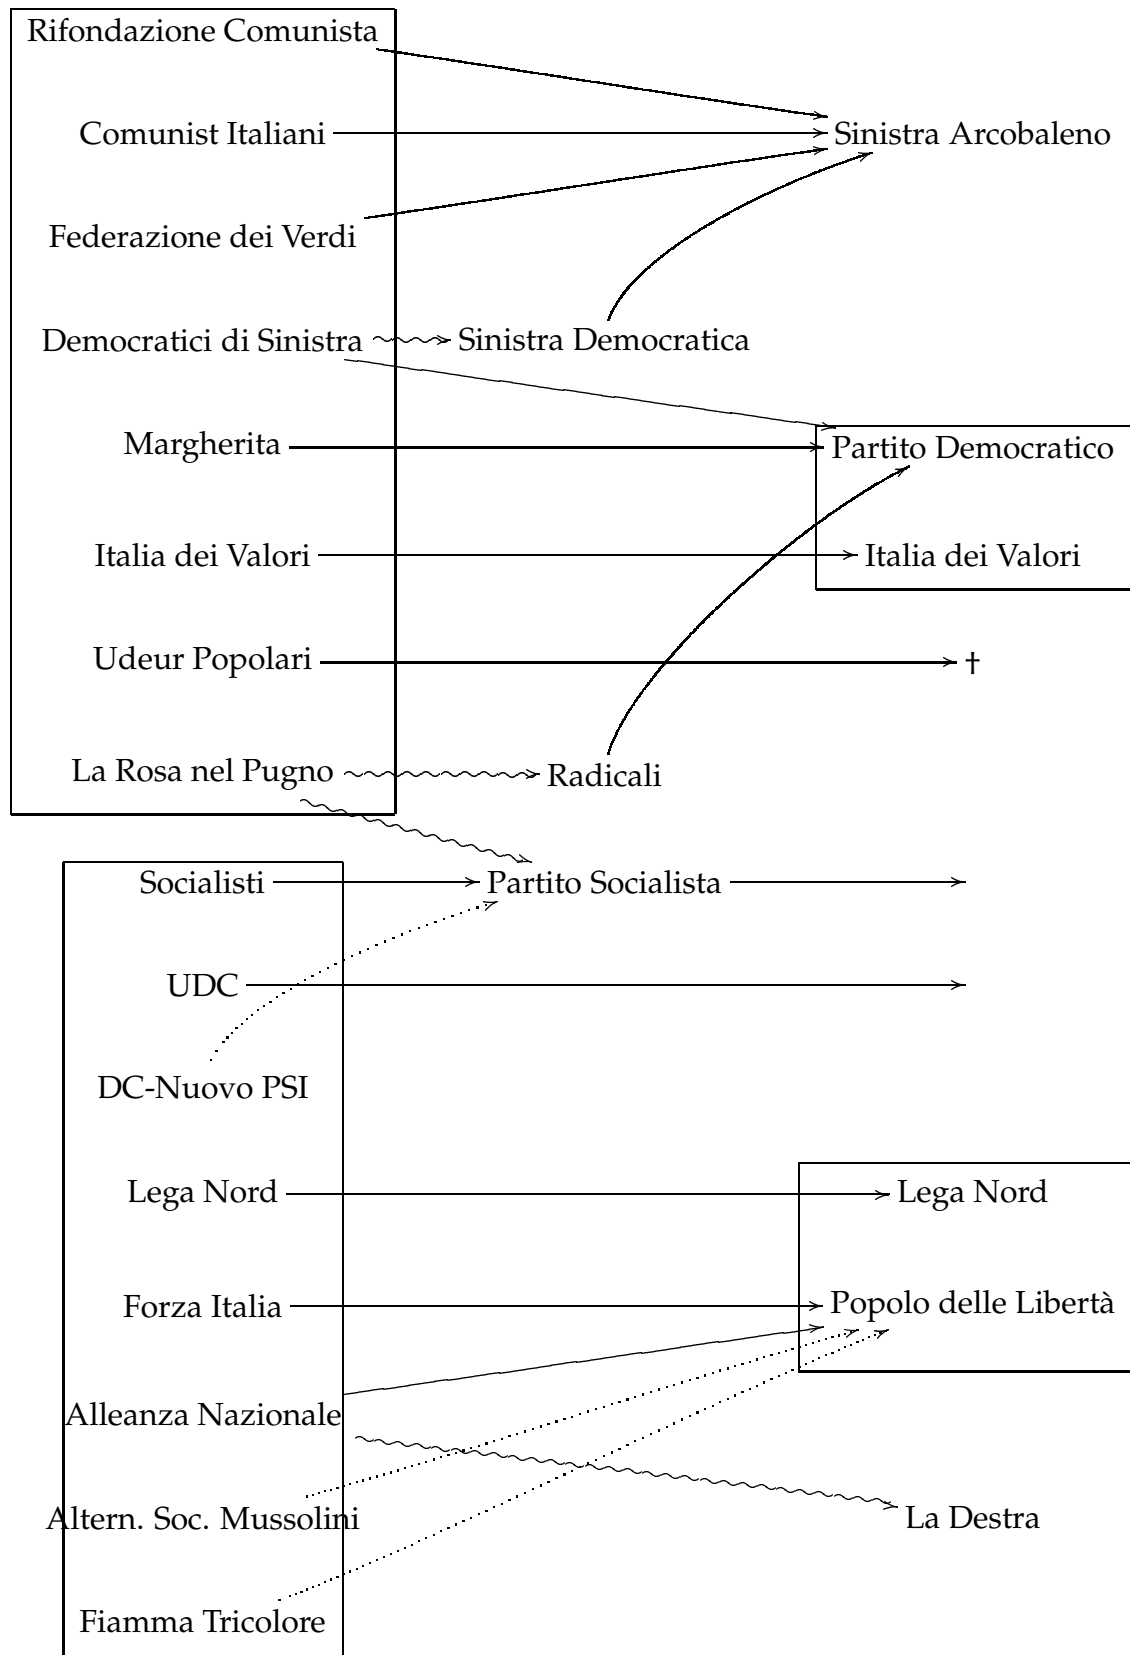 Rifondazione Comunista
Comunist Italiani
Sinistra Arcobaleno
Federazione dei Verdi
Democratici di Sinistra
Sinistra Democratica
Margherita
Partito Democratico
Italia dei Valori
Italia dei Valori
Udeur Popolari
†
La Rosa nel Pugno
Radicali
Socialisti
Partito Socialista
UDC
DC-Nuovo PSI
Lega Nord
Lega Nord
Forza Italia
Popolo delle Libertà
Alleanza Nazionale
Altern. Soc. Mussolini
La Destra
Fiamma Tricolore